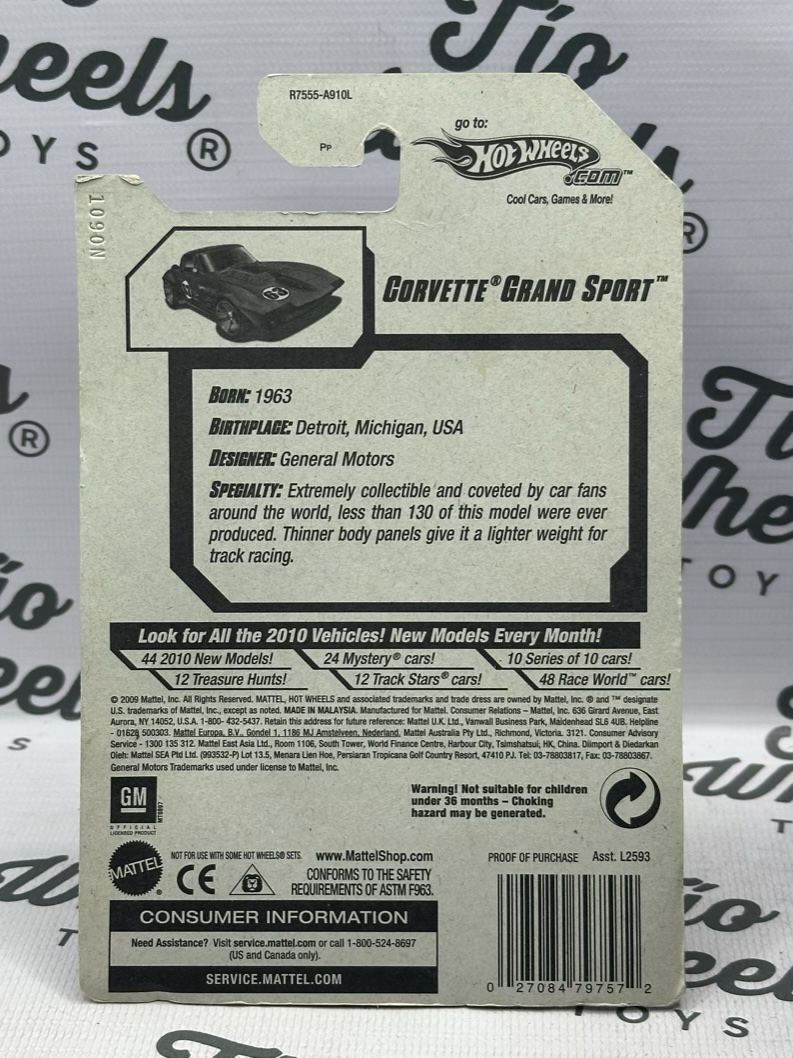 Tío
Wheels
TOYS ®
R7555-A910L
Pp
go to:
HOT WHEELS
.COM™
Cool Cars, Games & More!
1090N
CORVETTE® GRAND SPORT™
BORN: 1963
BIRTHPLACE: Detroit, Michigan, USA
DESIGNER: General Motors
SPECIALTY: Extremely collectible and coveted by car fans
around the world, less than 130 of this model were ever
produced. Thinner body panels give it a lighter weight for
track racing.
Look for All the 2010 Vehicles! New Models Every Month!
44 2010 New Models! 24 Mystery® cars! 10 Series of 10 cars!
12 Treasure Hunts! 12 Track Stars® cars! 48 Race World™ cars!
© 2009 Mattel, Inc. All Rights Reserved. MATTEL, HOT WHEELS and associated trademarks and trade dress are owned by Mattel, Inc. ® and ™ designate
U.S. trademarks of Mattel, Inc., except as noted. MADE IN MALAYSIA. Manufactured for Mattel. Consumer Relations – Mattel, Inc. 636 Girard Avenue, East
Aurora, NY.14052, U.S.A. 1-800- 432-5437. Retain this address for future reference: Mattel U.K. Ltd., Vanwall Business Park, Maidenhead SL6 4UB. Helpline
- 01628 500303. Mattel Europa, B.V., Gondel 1, 1186 MJ Amstelveen, Nederland. Mattel Australia Pty Ltd., Richmond, Victoria. 3121. Consumer Advisory
Service - 1300 135 312. Mattel East Asia Ltd., Room 1106, South Tower, World Finance Centre, Harbour City, Tsimshatsui, HK, China. Diimport & Diedarkan
Oleh: Mattel SEA Ptd Ltd. (993532-P) Lot 13.5, Menara Lien Hoe, Persiaran Tropicana Golf Country Resort, 47410 PJ. Tel: 03-78803817, Fax: 03-78803867.
General Motors Trademarks used under license to Mattel, Inc.
GM
OFFICIAL
LICENSED PRODUCT
Warning! Not suitable for children
under 36 months – Choking
hazard may be generated.
MATTEL®
NOT FOR USE WITH SOME HOT WHEELS® SETS. www.MattelShop.com
CE
CONFORMS TO THE SAFETY
REQUIREMENTS OF ASTM F963.
PROOF OF PURCHASE Asst. L2593
CONSUMER INFORMATION
Need Assistance? Visit service.mattel.com or call 1-800-524-8697
(US and Canada only).
SERVICE.MATTEL.COM
0 27084 79757 2